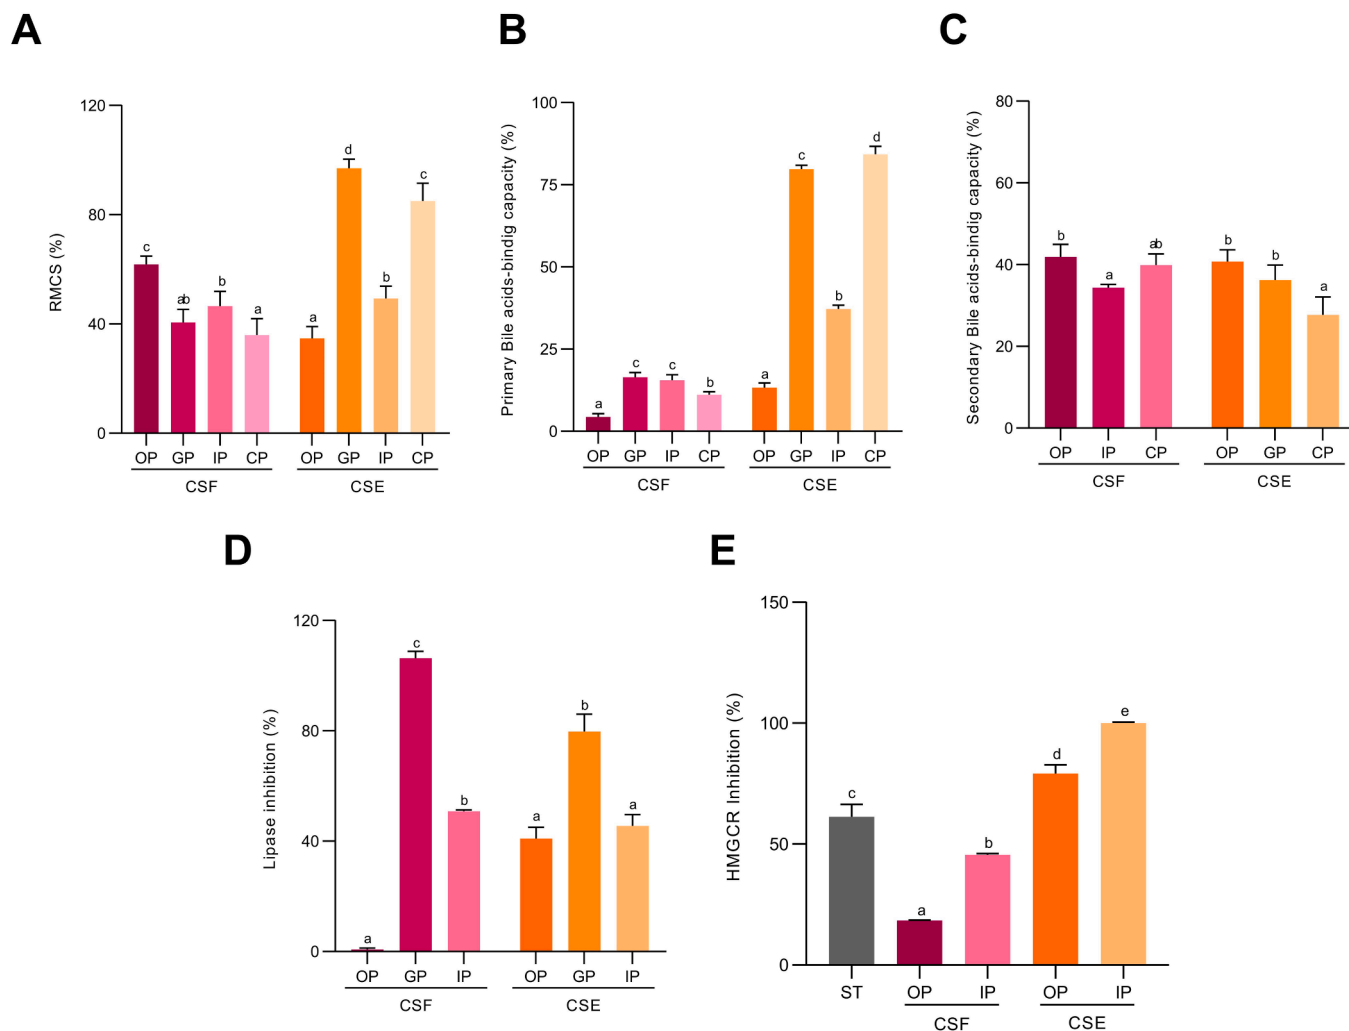 A
B
C
120
80
40
0
RMCS (%)
c
ab
b
a
a
d
b
c
OP GP IP CP OP GP IP CP
CSF CSE
100
75
50
25
0
Primary Bile acids-bindig capacity (%)
a
c
c
b
a
c
b
d
OP GP IP CP OP GP IP CP
CSF CSE
80
60
40
20
0
Secondary Bile acids-bindig capacity (%)
b
a
ab
b
b
a
OP IP CP OP GP CP
CSF CSE
D
E
120
80
40
0
Lipase inhibition (%)
a
c
b
a
b
a
OP GP IP OP GP IP
CSF CSE
150
100
50
0
HMGCR Inhibition (%)
c
a
b
d
e
ST OP IP OP IP
CSF CSE